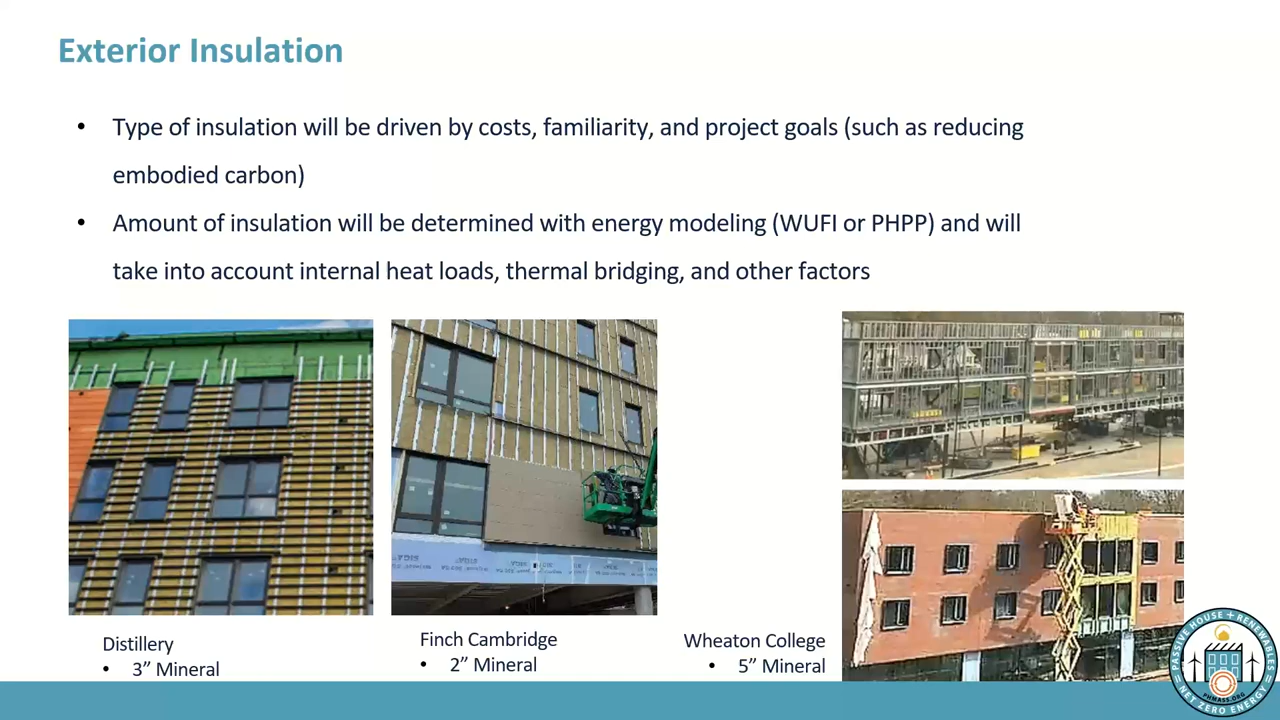 Exterior Insulation
• Type of insulation will be driven by costs, familiarity, and project goals (such as reducing
embodied carbon)
• Amount of insulation will be determined with energy modeling (WUFI or PHPP) and will
take into account internal heat loads, thermal bridging, and other factors
Distillery
• 3” Mineral
Finch Cambridge
• 2” Mineral
Wheaton College
• 5” Mineral
PASSIVE HOUSE + RENEWABLES
= NET ZERO ENERGY =
PHMASS.ORG